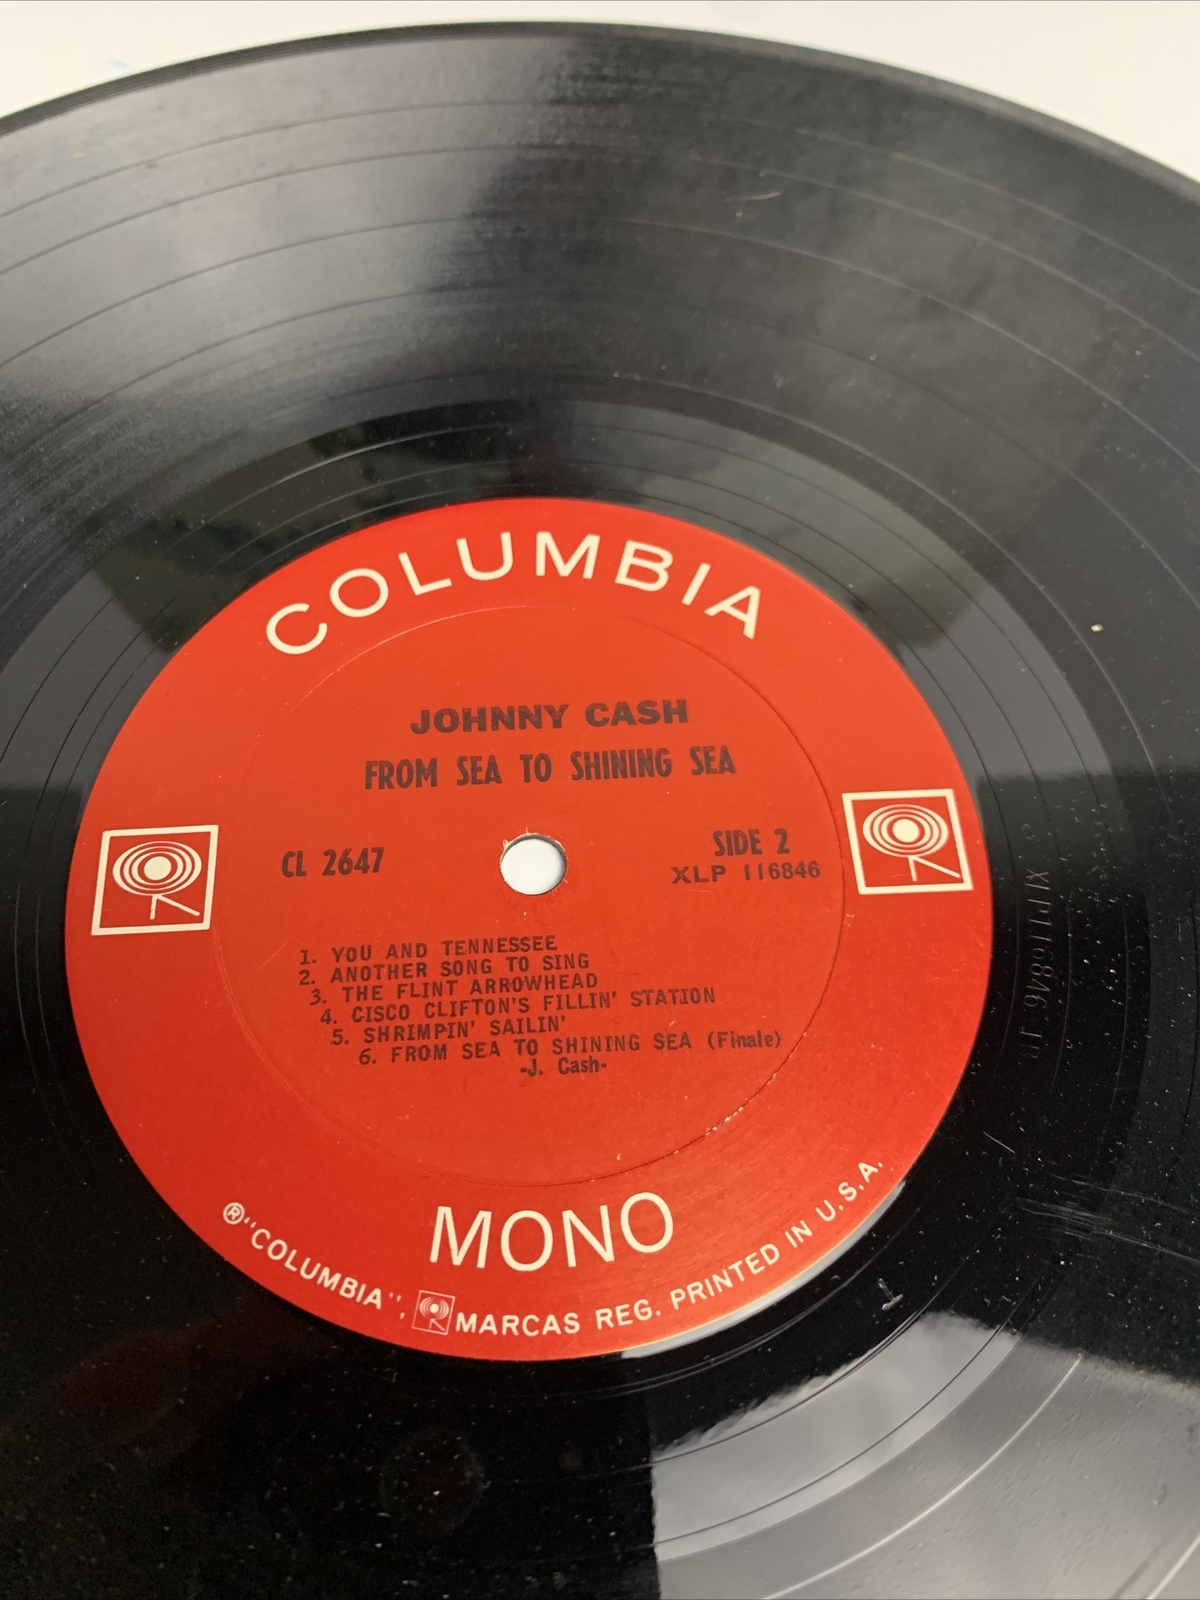 COLUMBIA
JOHNNY CASH
FROM SEA TO SHINING SEA
CL 2647
SIDE 2
XLP 116846
1. YOU AND TENNESSEE
2. ANOTHER SONG TO SING
3. THE FLINT ARROWHEAD
4. CISCO CLIFTON'S FILLIN' STATION
5. SHRIMPIN' SAILIN'
6. FROM SEA TO SHINING SEA (Finale)
-J. Cash-
MONO
®"COLUMBIA", MARCAS REG. PRINTED IN U.S.A.
XLP116846